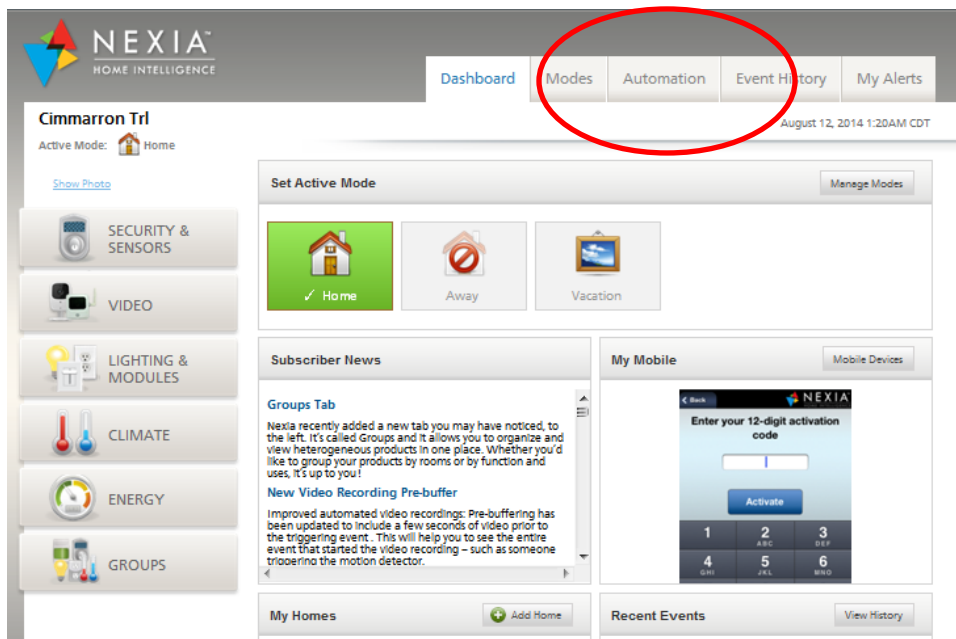 NEXIA™
HOME INTELLIGENCE
Dashboard
Modes
Automation
Event History
My Alerts
Cimmarron Trl
August 12, 2014 1:20AM CDT
Active Mode: Home
Show Photo
SECURITY &
SENSORS
VIDEO
LIGHTING &
MODULES
CLIMATE
ENERGY
GROUPS
Set Active Mode
Manage Modes
✓ Home
Away
Vacation
Subscriber News
Groups Tab
Nexia recently added a new tab you may have noticed, to
the left. It's called Groups and it allows you to organize and
view heterogeneous products in one place. Whether you'd
like to group your products by rooms or by function and
uses, it's up to you!
New Video Recording Pre-buffer
Improved automated video recordings: Pre-buffering has
been updated to include a few seconds of video prior to
the triggering event . This will help you to see the entire
event that started the video recording – such as someone
triggering the motion detector.
My Mobile
Mobile Devices
Back
NEXIA
Enter your 12-digit activation
code
Activate
1
2
ABC
3
DEF
4
GHI
5
JKL
6
MNO
My Homes
Add Home
Recent Events
View History